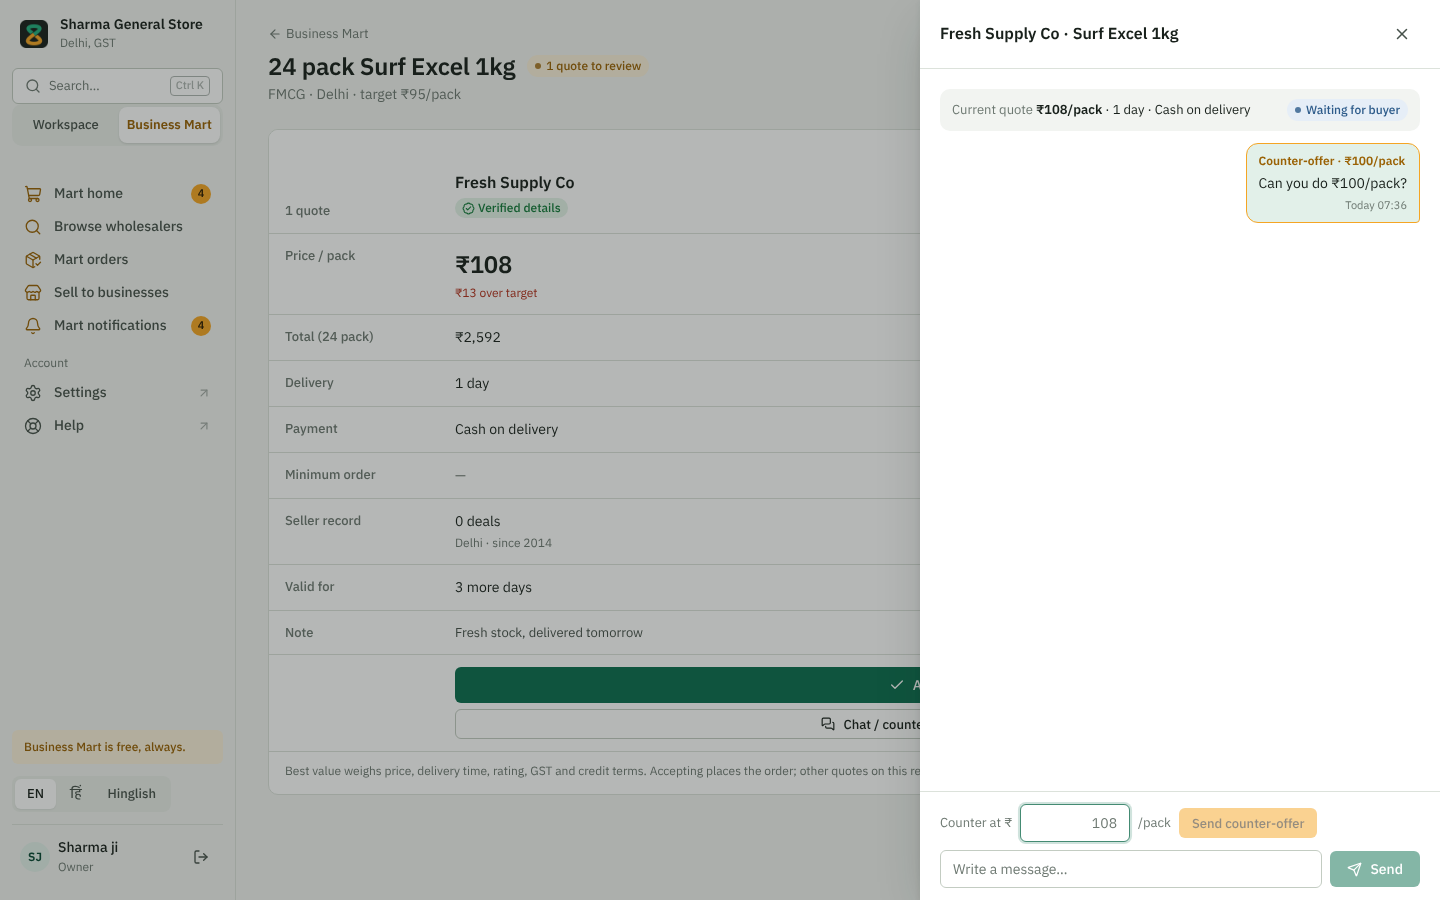 Sharma General Store
Delhi, GST
Search...
Ctrl K
Workspace
Business Mart
Mart home
4
Browse wholesalers
Mart orders
Sell to businesses
Mart notifications
4
Account
Settings
Help
Business Mart is free, always.
EN
हिं
Hinglish
SJ
Sharma ji
Owner
Business Mart
24 pack Surf Excel 1kg
1 quote to review
FMCG · Delhi · target ₹95/pack
1 quote
Fresh Supply Co
Verified details
Price / pack
₹108
₹13 over target
Total (24 pack)
₹2,592
Delivery
1 day
Payment
Cash on delivery
Minimum order
—
Seller record
0 deals
Delhi · since 2014
Valid for
3 more days
Note
Fresh stock, delivered tomorrow
Chat / counte
Best value weighs price, delivery time, rating, GST and credit terms. Accepting places the order; other quotes on this re
Fresh Supply Co · Surf Excel 1kg
Current quote ₹108/pack · 1 day · Cash on delivery
Waiting for buyer
Counter-offer · ₹100/pack
Can you do ₹100/pack?
Today 07:36
Counter at ₹
108
/pack
Send counter-offer
Write a message...
Send